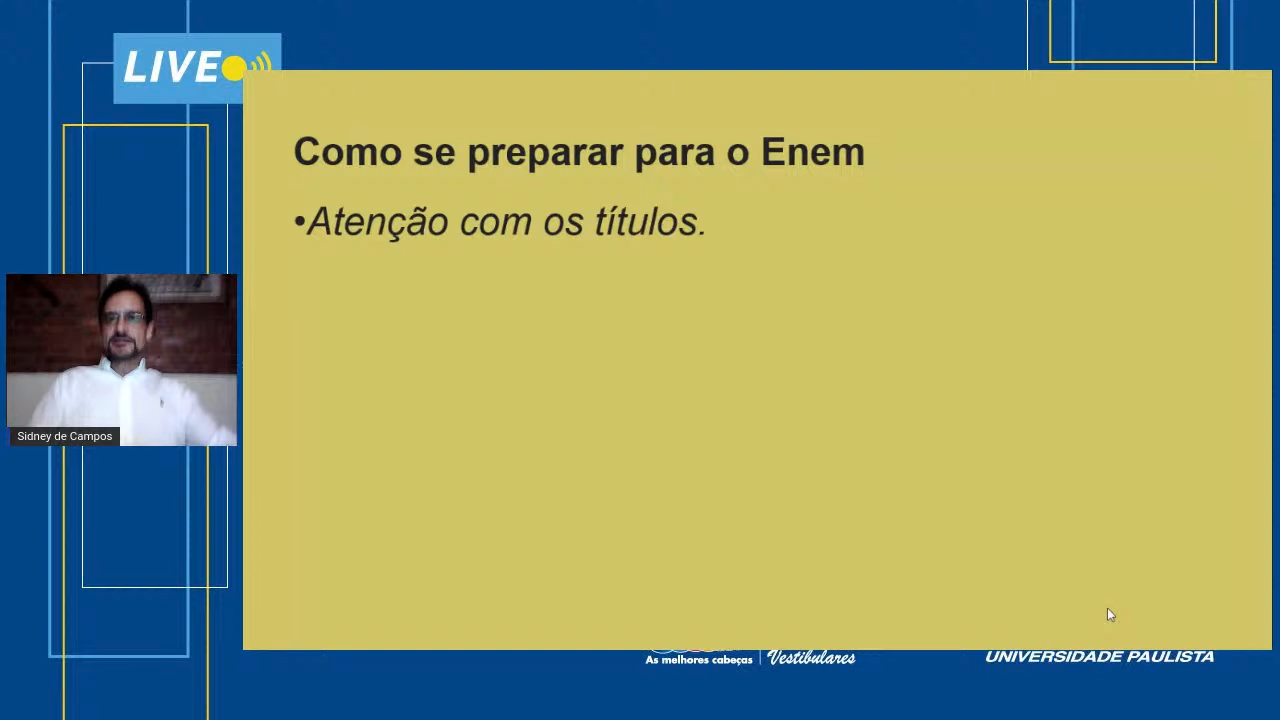 LIVE
Como se preparar para o Enem
•Atenção com os títulos.
Sidney de Campos
As melhores cabeças | Vestibulares
UNIVERSIDADE PAULISTA